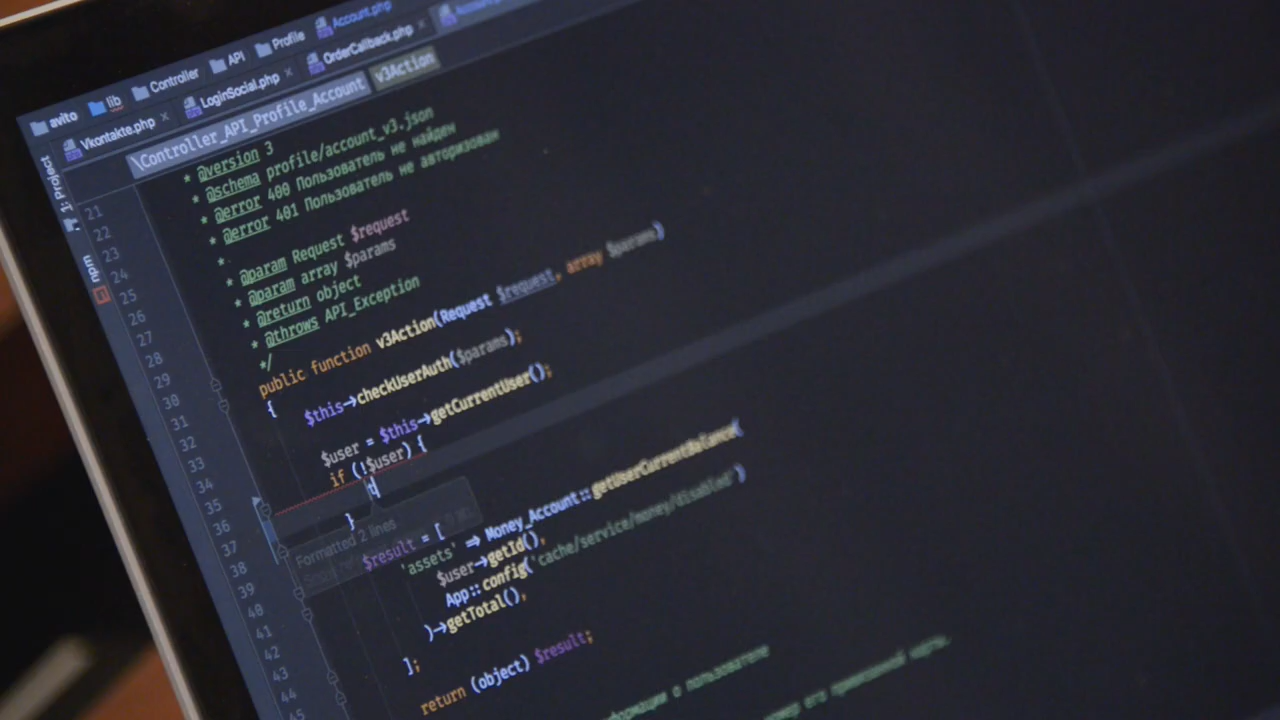 avito lib Controller API Profile Account.php
Vkontakte.php LoginSocial.php OrderCallback.php
\Controller_API_Profile_Account v3Action
1: Project
npm
21
22
23
24
25
26
27
28
29
30
31
32
33
34
35
36
37
38
39
40
41
42
43
44
45
* @version 3
* @schema profile/account_v3.json
* @error 400 Пользователь не найден
* @error 401 Пользователь не авторизован
*
* @param Request $request
* @param array $params
* @return object
* @throws API_Exception
*/
public function v3Action(Request $request, array $params)
{
$this->checkUserAuth($params);
$user = $this->getCurrentUser();
if (!$user) {
t
}
Formatted 2 lines
$result = [
'assets' => Money_Account::getUserCurrentBalance(
$user->getId(),
App::config('cache/service/money/disabled')
)->getTotal(),
];
return (object) $result;
о пользователе
его